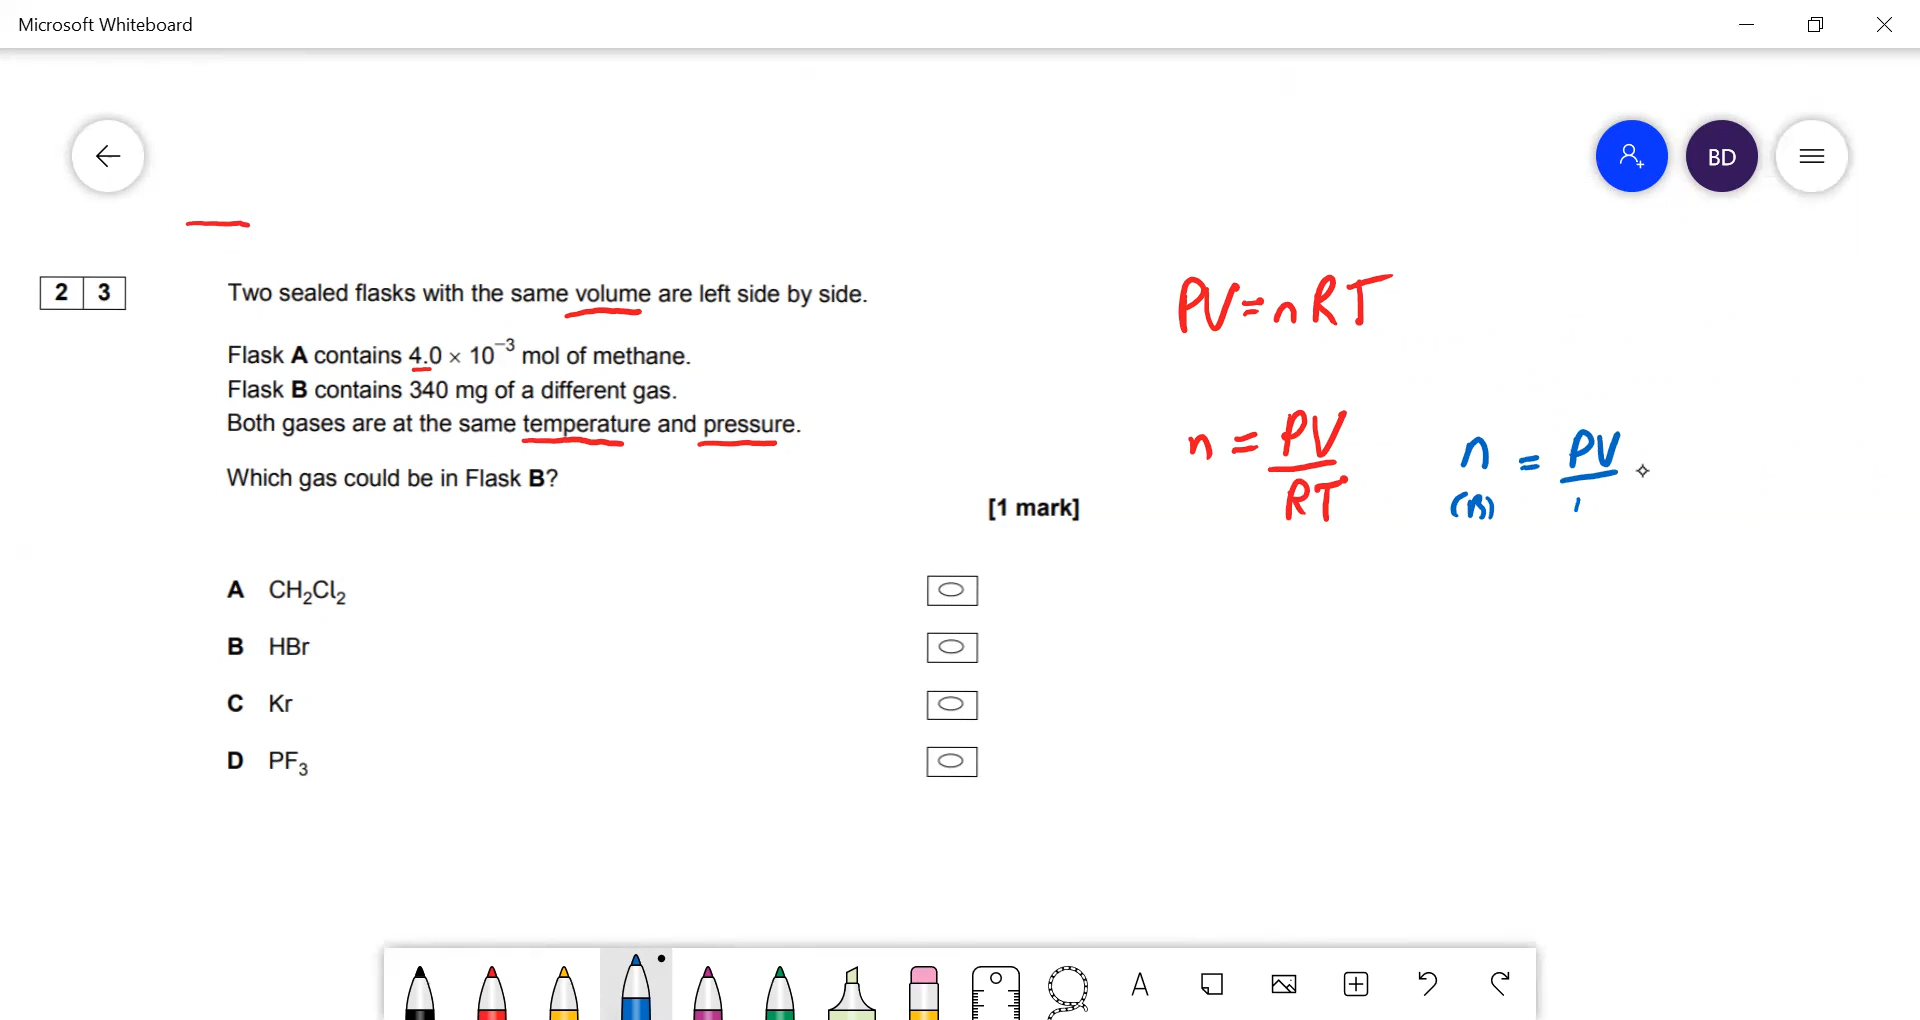 Microsoft Whiteboard
BD
2 3
Two sealed flasks with the same volume are left side by side.
Flask A contains 4.0 × 10⁻³ mol of methane.
Flask B contains 340 mg of a different gas.
Both gases are at the same temperature and pressure.
Which gas could be in Flask B?
[1 mark]
A CH₂Cl₂
B HBr
C Kr
D PF₃
PV=nRT
n = PV
RT
n = PV
(B)
A